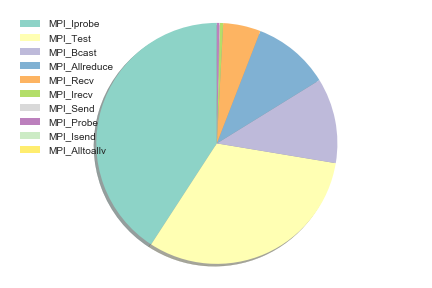 MPI_Iprobe
MPI_Test
MPI_Bcast
MPI_Allreduce
MPI_Recv
MPI_Irecv
MPI_Send
MPI_Probe
MPI_Isend
MPI_Alltoallv